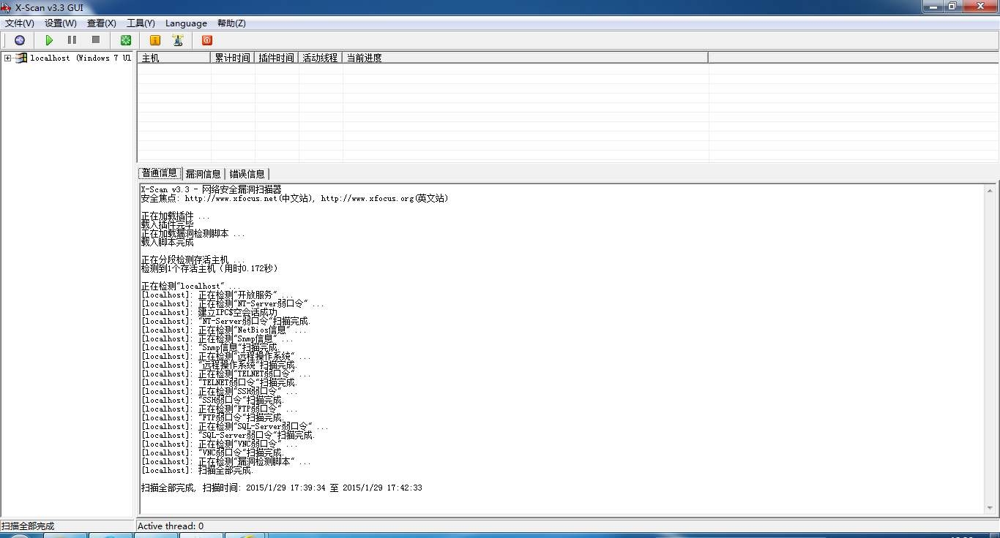 X-Scan v3.3 GUI
文件(V) 设置(W) 查看(X) 工具(Y) Language 帮助(Z)
localhost (Windows 7 Ul
主机 累计时间 插件时间 活动线程 当前进度
普通信息 漏洞信息 错误信息
X-Scan v3.3 - 网络安全漏洞扫描器
安全焦点: http://www.xfocus.net(中文站), http://www.xfocus.org(英文站)
正在加载插件 ...
载入插件完毕
正在加载漏洞检测脚本 ...
载入脚本完成
正在分段检测存活主机 ...
检测到1个存活主机（用时0.172秒）
正在检测"localhost" ...
[localhost]: 正在检测"开放服务" ...
[localhost]: 正在检测"NT-Server弱口令" ...
[localhost]: 建立IPC$空会话成功
[localhost]: "NT-Server弱口令"扫描完成.
[localhost]: 正在检测"NetBios信息" ...
[localhost]: 正在检测"Snmp信息" ...
[localhost]: "Snmp信息"扫描完成.
[localhost]: 正在检测"远程操作系统" ...
[localhost]: "远程操作系统"扫描完成.
[localhost]: 正在检测"TELNET弱口令" ...
[localhost]: "TELNET弱口令"扫描完成.
[localhost]: 正在检测"SSH弱口令" ...
[localhost]: "SSH弱口令"扫描完成.
[localhost]: 正在检测"FTP弱口令" ...
[localhost]: "FTP弱口令"扫描完成.
[localhost]: 正在检测"SQL-Server弱口令" ...
[localhost]: "SQL-Server弱口令"扫描完成.
[localhost]: 正在检测"VNC弱口令" ...
[localhost]: "VNC弱口令"扫描完成.
[localhost]: 正在检测"漏洞检测脚本" ...
[localhost]: 扫描全部完成.
扫描全部完成, 扫描时间: 2015/1/29 17:39:34 至 2015/1/29 17:42:33
扫描全部完成 Active thread: 0